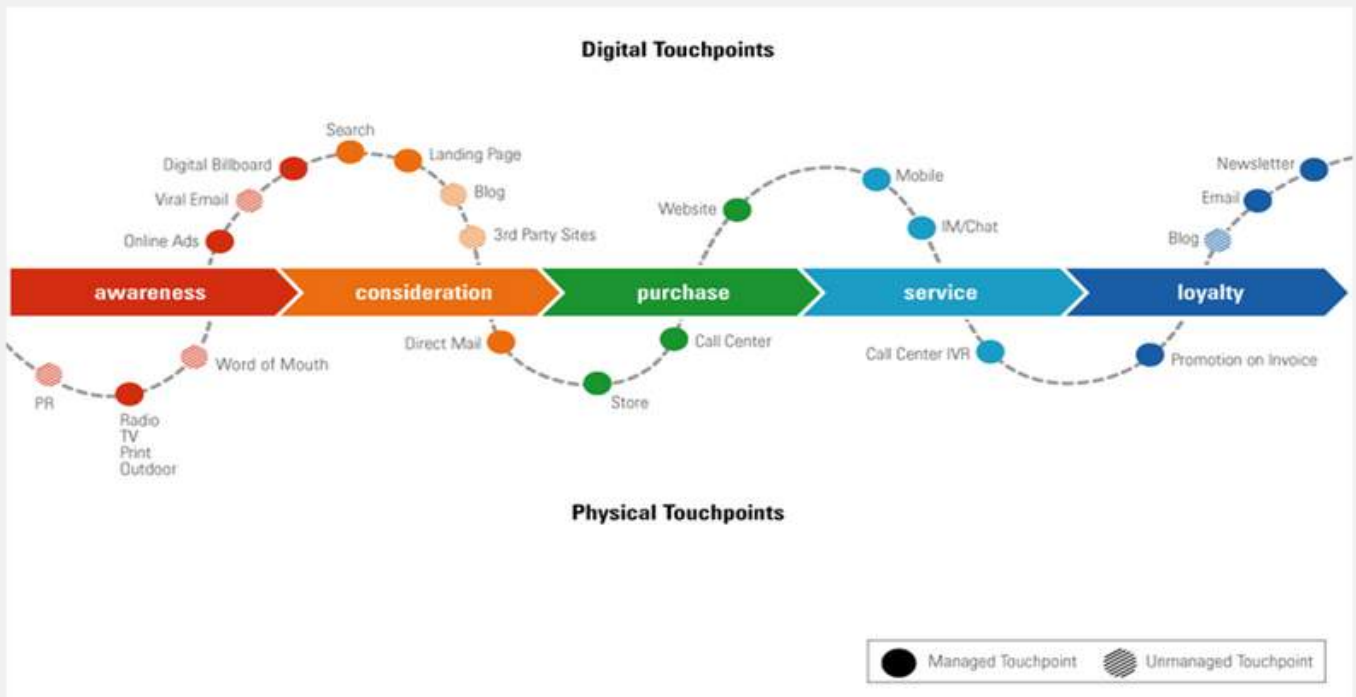 Digital Touchpoints
Search
Digital Billboard
Landing Page
Viral Email
Blog
Online Ads
3rd Party Sites
Website
Mobile
IM/Chat
Newsletter
Email
Blog
awareness
consideration
purchase
service
loyalty
PR
Radio
TV
Print
Outdoor
Word of Mouth
Direct Mail
Store
Call Center
Call Center IVR
Promotion on Invoice
Physical Touchpoints
Managed Touchpoint
Unmanaged Touchpoint